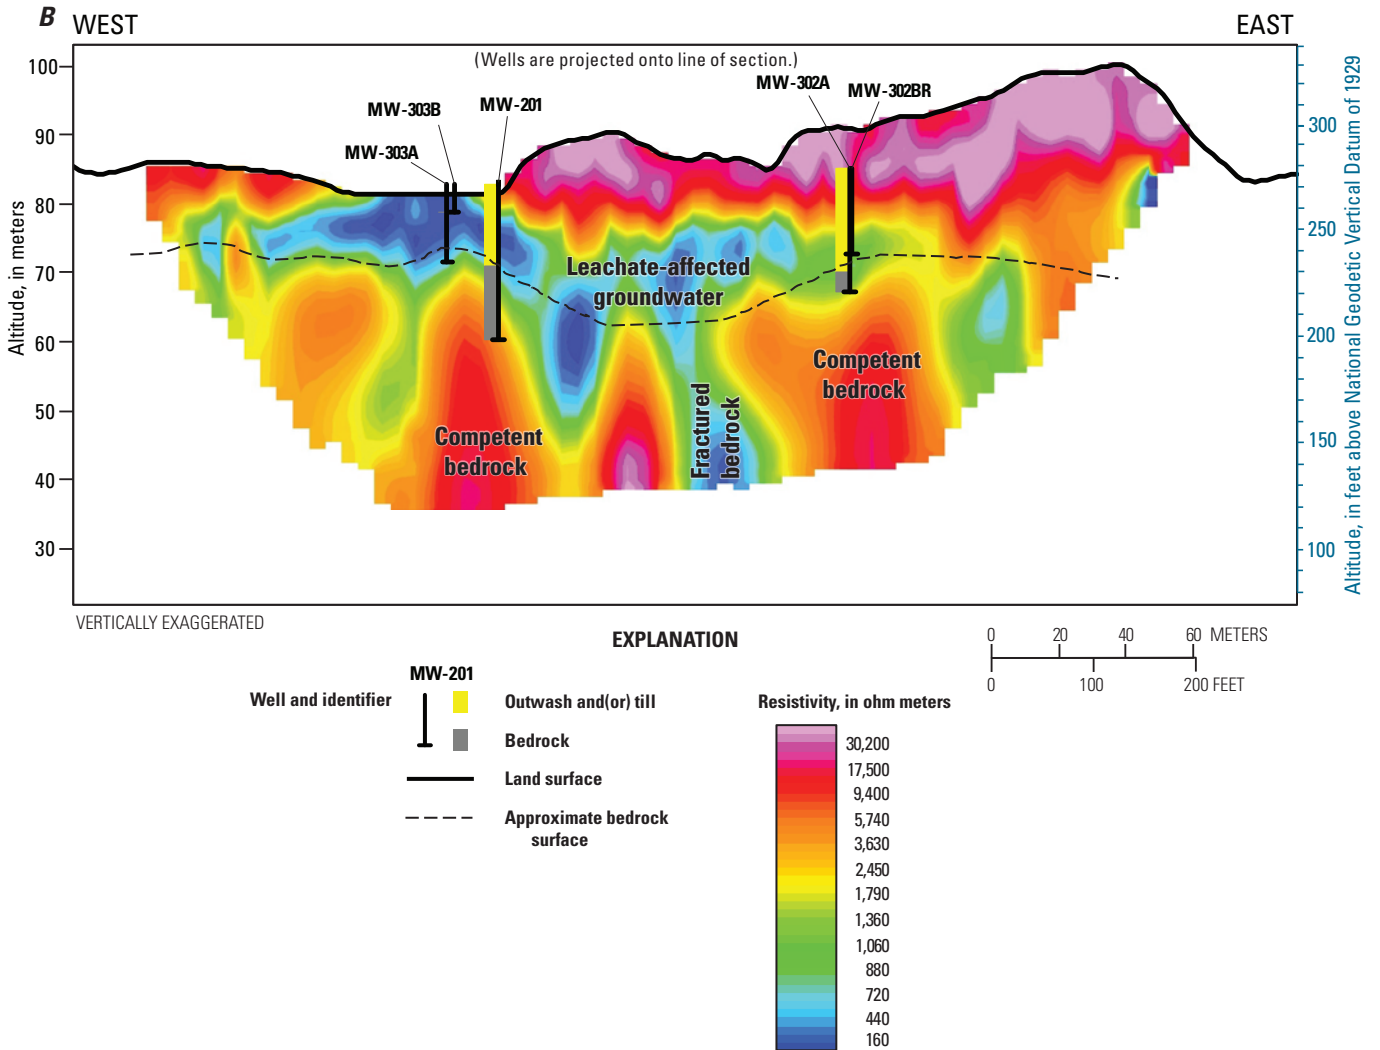 B WEST
EAST
(Wells are projected onto line of section.)
MW-302A
MW-302BR
MW-303B
MW-201
MW-303A
100
90
80
70
60
50
40
30
Altitude, in meters
300
250
200
150
100
Altitude, in feet above National Geodetic Vertical Datum of 1929
Leachate-affected
groundwater
Competent
bedrock
Fractured
bedrock
Competent
bedrock
VERTICALLY EXAGGERATED
EXPLANATION
0 20 40 60 METERS
0 100 200 FEET
MW-201
Well and identifier
Outwash and(or) till
Bedrock
Land surface
Approximate bedrock
surface
Resistivity, in ohm meters
30,200
17,500
9,400
5,740
3,630
2,450
1,790
1,360
1,060
880
720
440
160